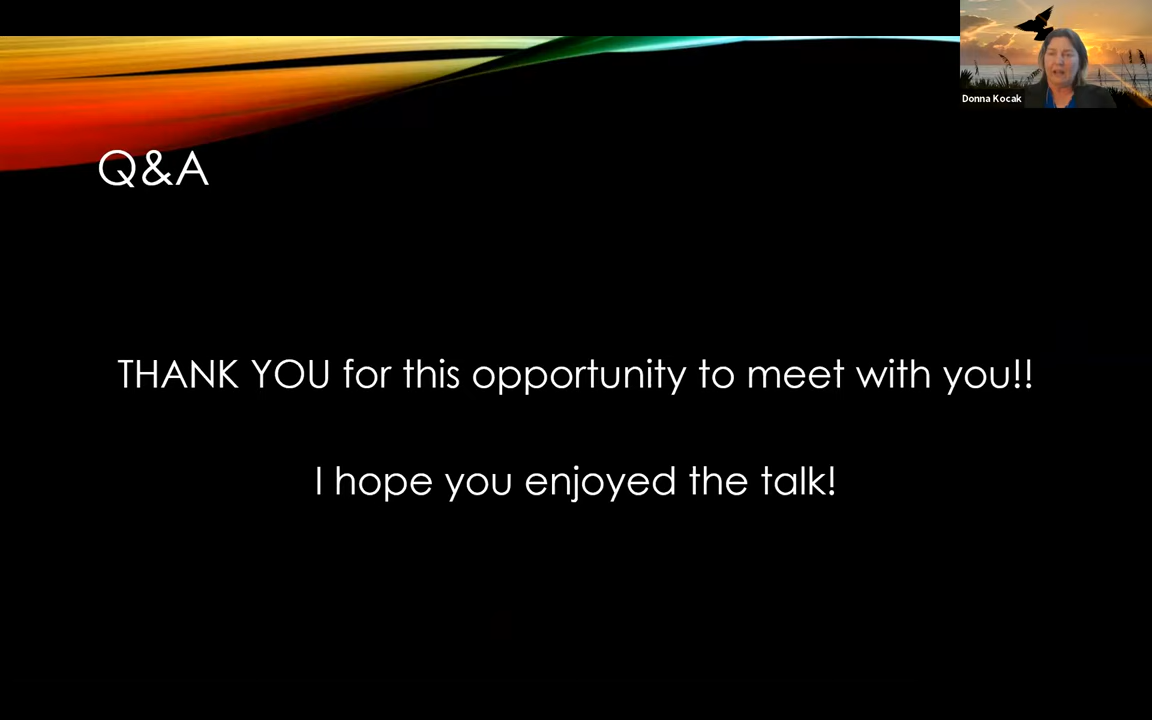 Donna Kocak
Q&A
THANK YOU for this opportunity to meet with you!!
I hope you enjoyed the talk!